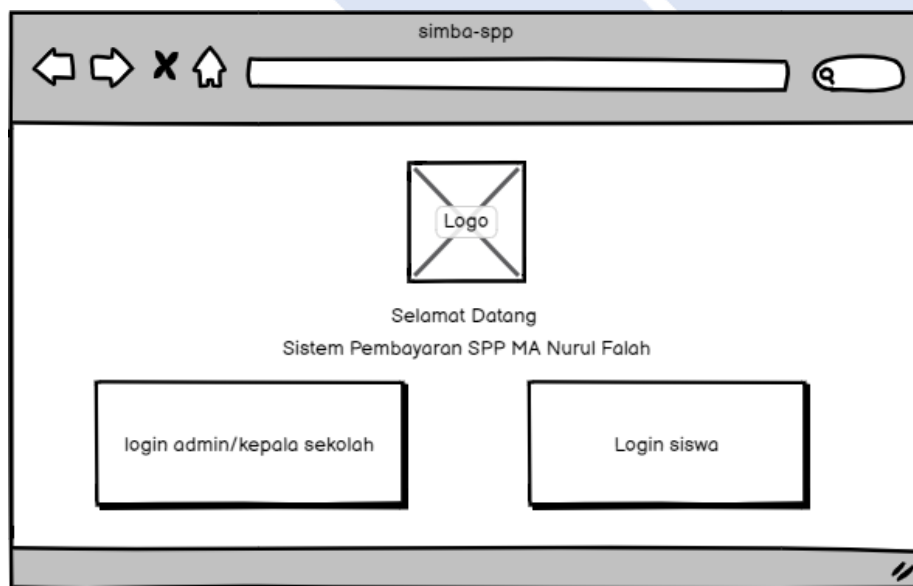 simba-spp
Logo
Selamat Datang
Sistem Pembayaran SPP MA Nurul Falah
login admin/kepala sekolah
Login siswa